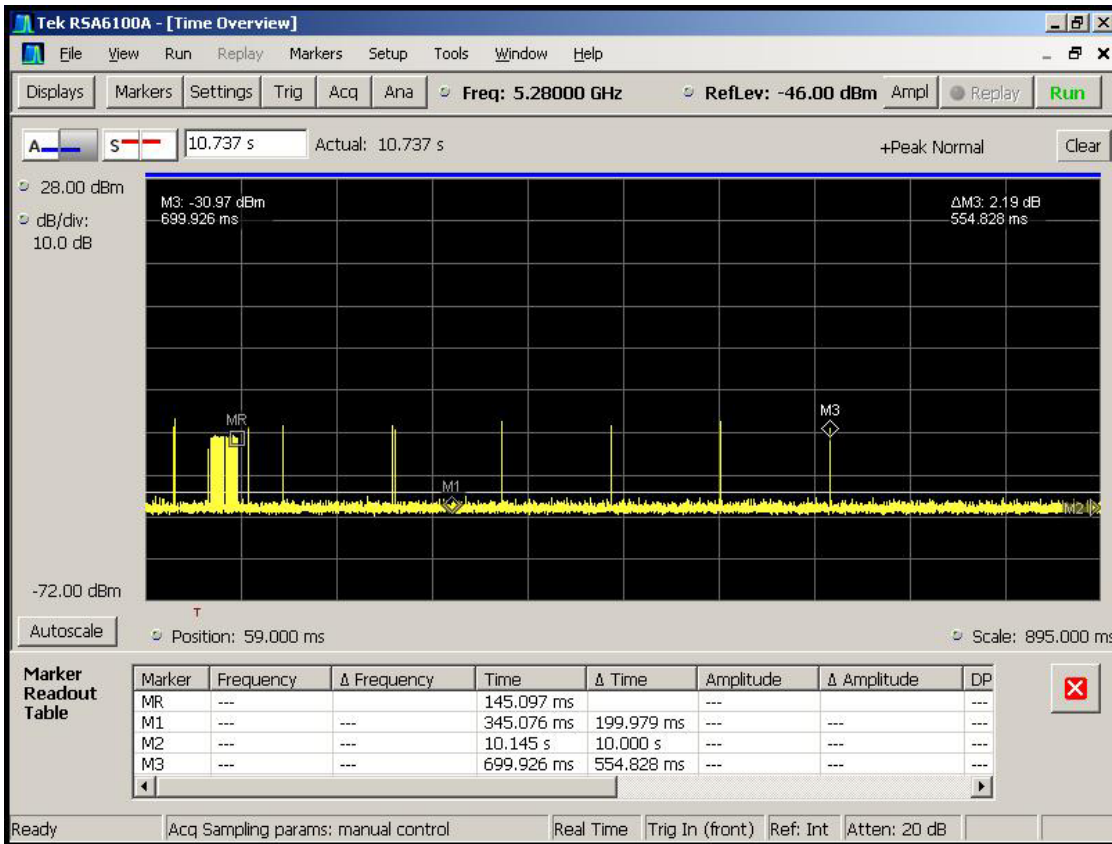 Tek RSA6100A - [Time Overview]
File View Run Replay Markers Setup Tools Window Help
Displays Markers Settings Trig Acq Ana Freq: 5.28000 GHz RefLev: -46.00 dBm Ampl Replay Run
A S 10.737 s Actual: 10.737 s +Peak Normal Clear
28.00 dBm
dB/div:
10.0 dB
M3: -30.97 dBm
699.926 ms
ΔM3: 2.19 dB
554.828 ms
MR
M3
M1
M2
-72.00 dBm
T
Autoscale Position: 59.000 ms Scale: 895.000 ms
Marker
Readout
Table
Marker Frequency Δ Frequency Time Δ Time Amplitude Δ Amplitude DP
MR --- 145.097 ms --- ---
M1 --- --- 345.076 ms 199.979 ms --- --- ---
M2 --- --- 10.145 s 10.000 s --- --- ---
M3 --- --- 699.926 ms 554.828 ms --- --- ---
Ready Acq Sampling params: manual control Real Time Trig In (front) Ref: Int Atten: 20 dB